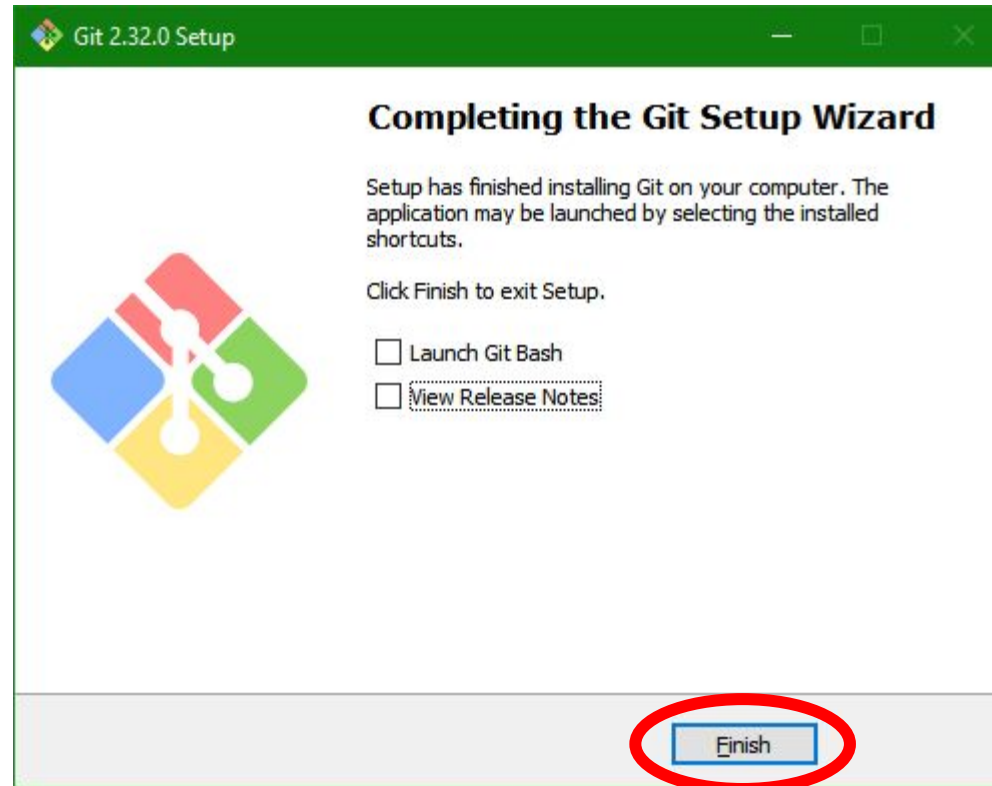 Git 2.32.0 Setup
Completing the Git Setup Wizard
Setup has finished installing Git on your computer. The
application may be launched by selecting the installed
shortcuts.
Click Finish to exit Setup.
Launch Git Bash
View Release Notes
Finish